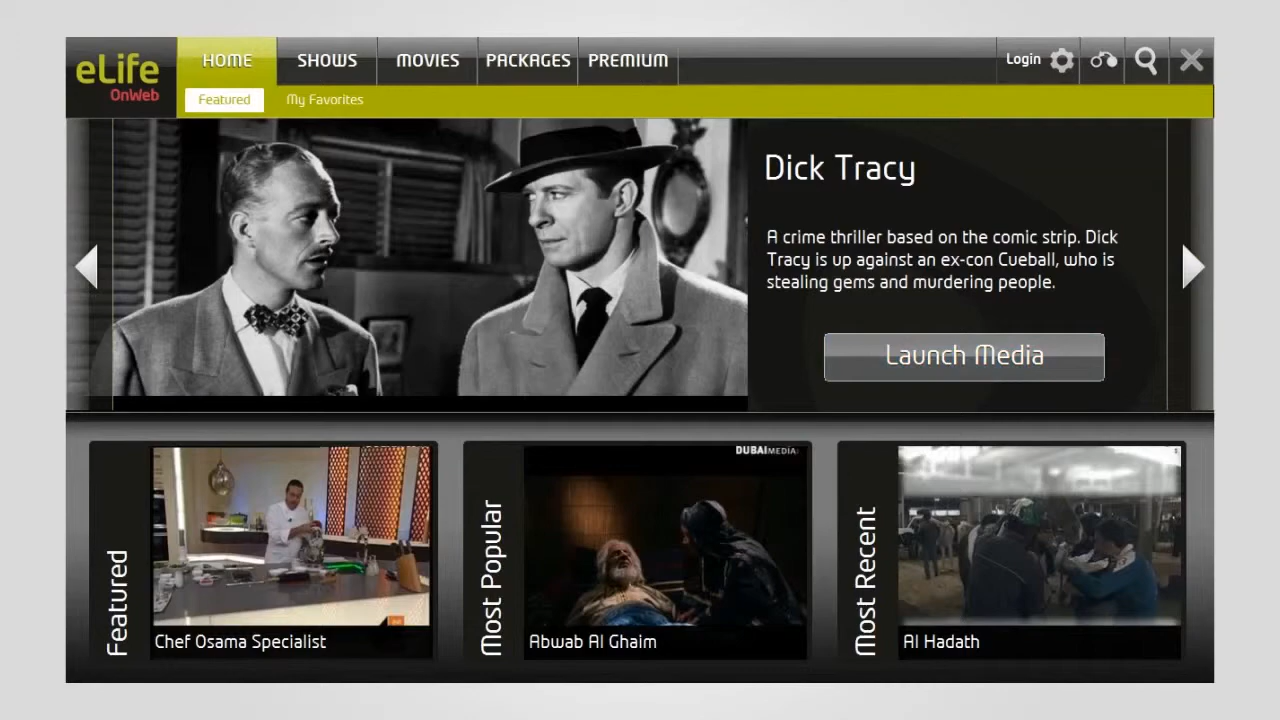 eLife
OnWeb
HOME
SHOWS
MOVIES
PACKAGES
PREMIUM
Login
Featured
My Favorites
Dick Tracy
A crime thriller based on the comic strip. Dick
Tracy is up against an ex-con Cueball, who is
stealing gems and murdering people.
Launch Media
Featured
Chef Osama Specialist
Most Popular
DUBAI MEDIA
Abwab Al Ghaim
Most Recent
Al Hadath